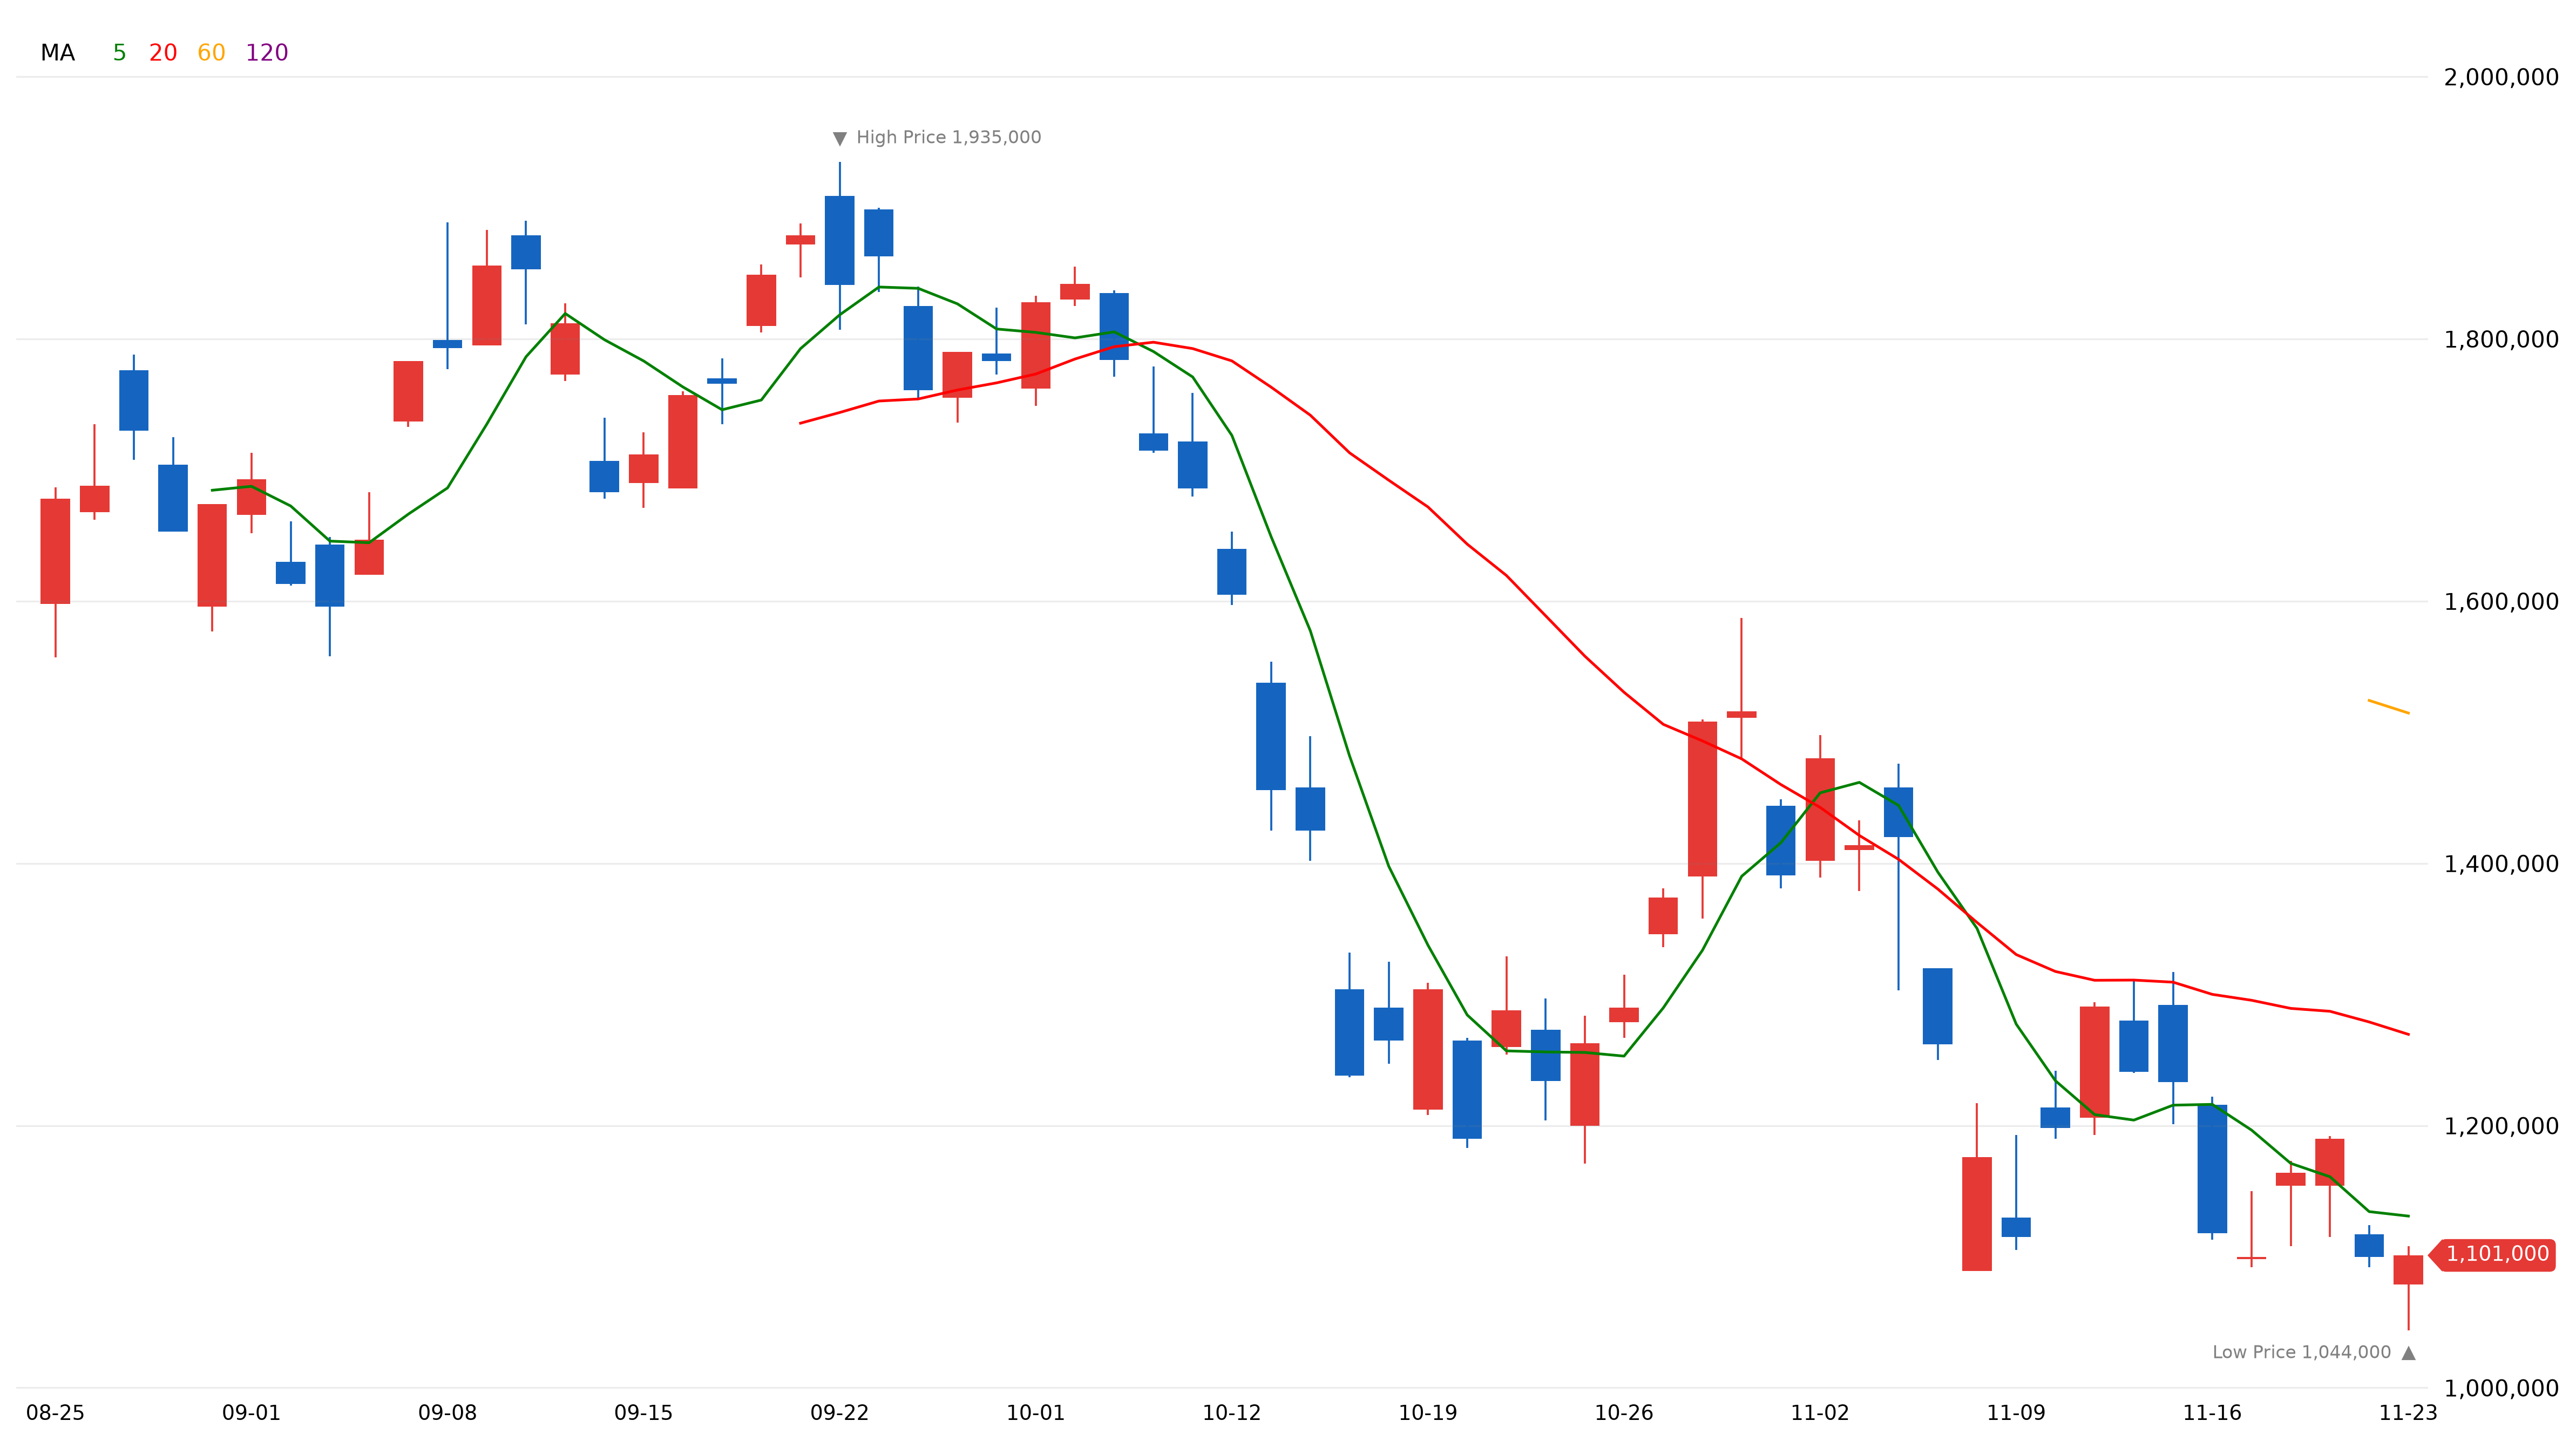 MA 5 20 60 120
2,000,000
▼ High Price 1,935,000
1,800,000
1,600,000
1,400,000
1,200,000
1,101,000
Low Price 1,044,000 ▲
1,000,000
08-25 09-01 09-08 09-15 09-22 10-01 10-12 10-19 10-26 11-02 11-09 11-16 11-23